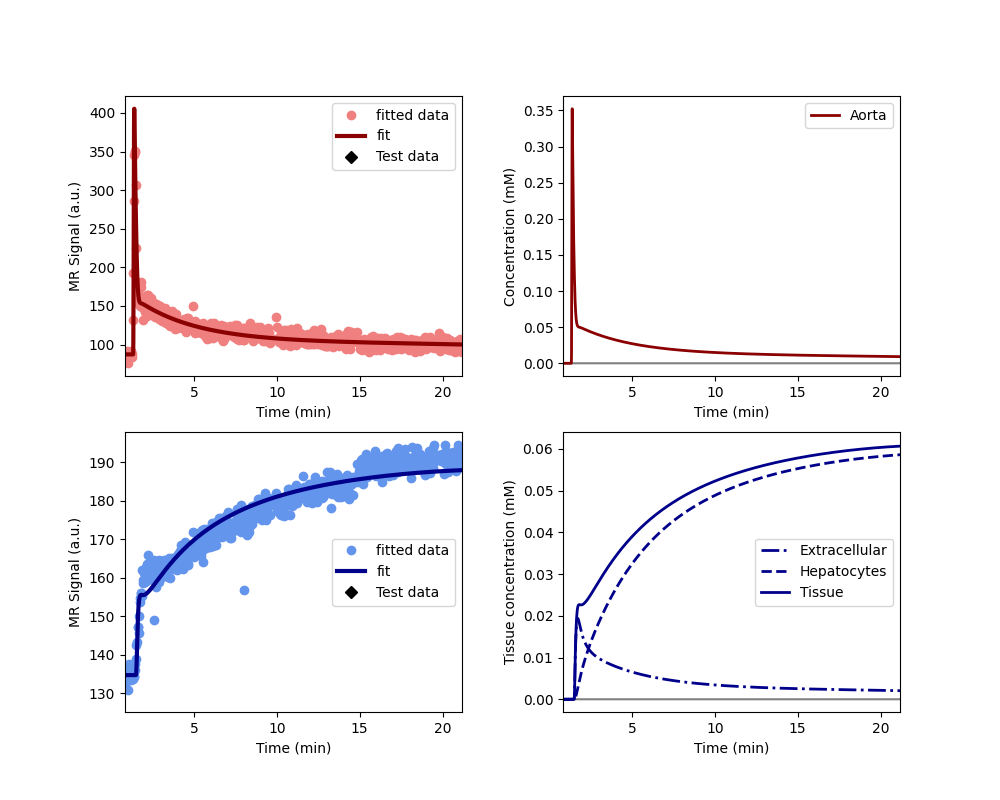 400
350
300
250
200
150
100
MR Signal (a.u.)
5
10
15
20
Time (min)
fitted data
fit
Test data
0.35
0.30
0.25
0.20
0.15
0.10
0.05
0.00
Concentration (mM)
5
10
15
20
Time (min)
Aorta
190
180
170
160
150
140
130
MR Signal (a.u.)
5
10
15
20
Time (min)
fitted data
fit
Test data
0.06
0.05
0.04
0.03
0.02
0.01
0.00
Tissue concentration (mM)
5
10
15
20
Time (min)
Extracellular
Hepatocytes
Tissue